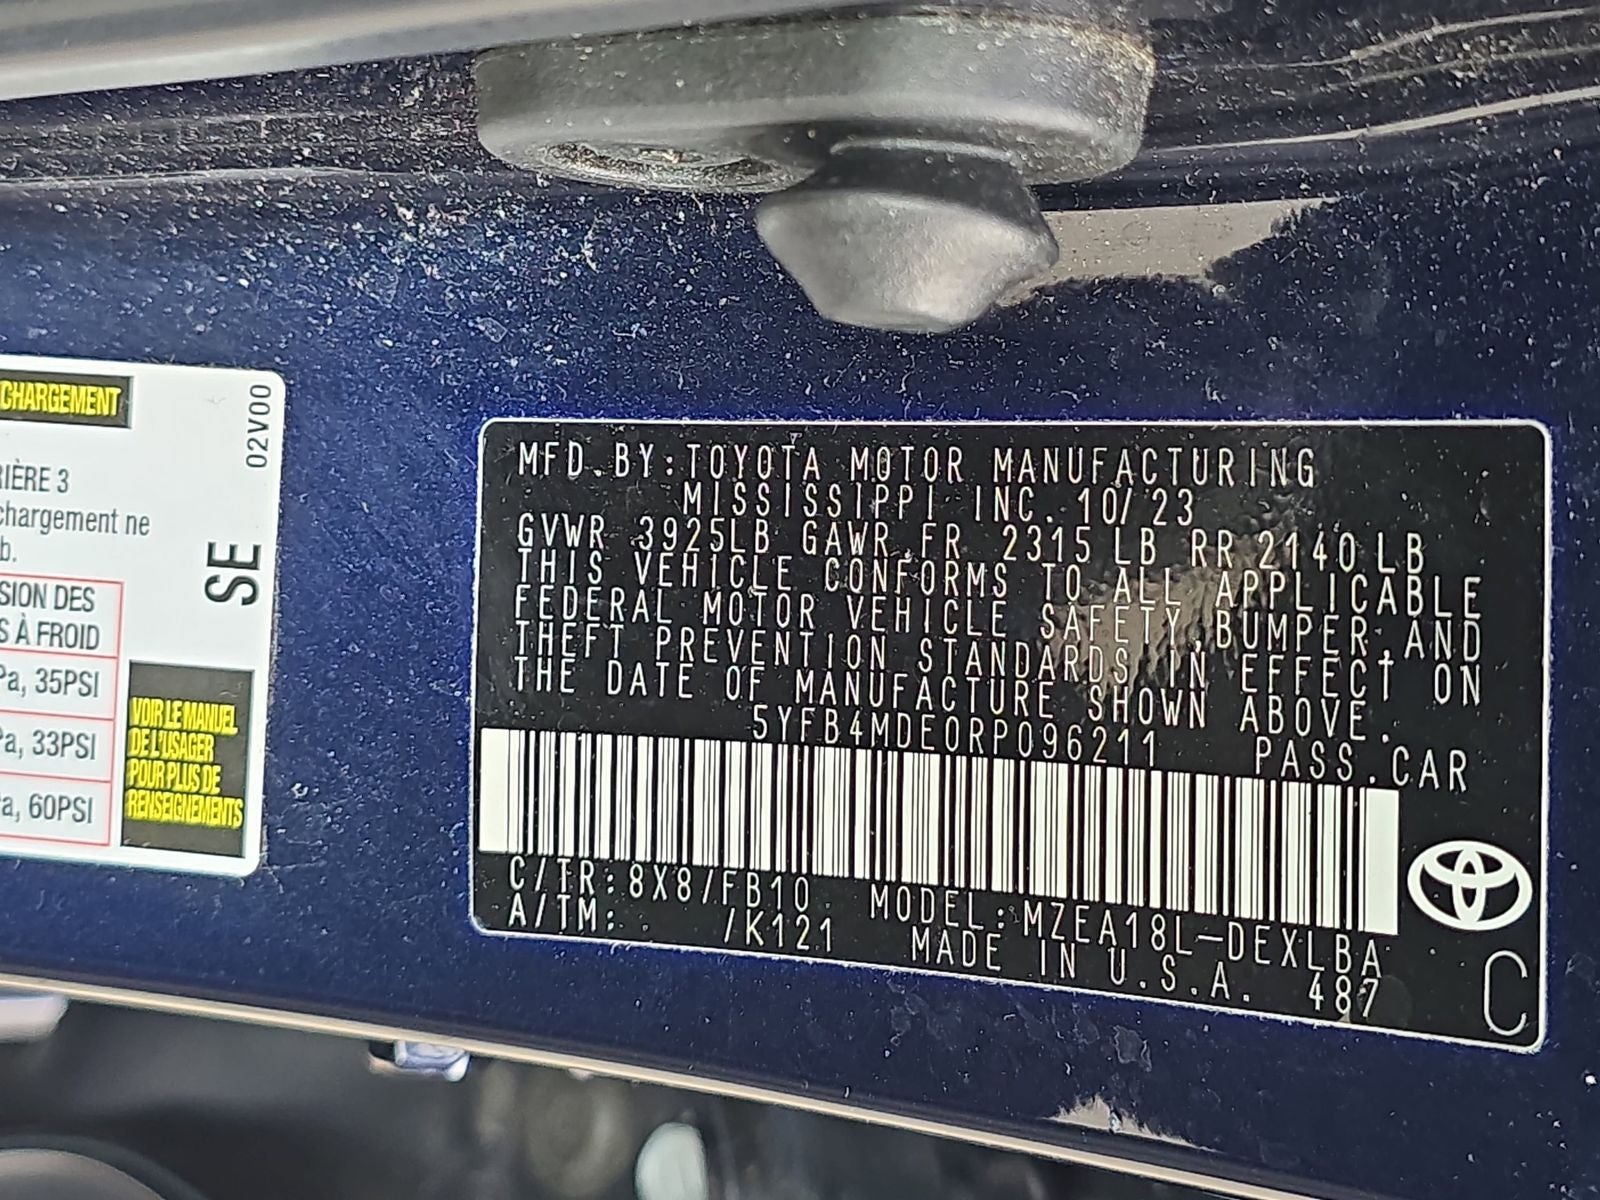 CHARGEMENT
02V00
RIÈRE 3
chargement ne
b.
SE
SION DES
S À FROID
Pa, 35PSI
Pa, 33PSI
Pa, 60PSI
VOIR LE MANUEL
DE L'USAGER
POUR PLUS DE
RENSEIGNEMENTS
MFD.BY:TOYOTA MOTOR MANUFACTURING
MISSISSIPPI INC. 10/23
GVWR 3925LB GAWR FR 2315 LB RR 2140 LB
THIS VEHICLE CONFORMS TO ALL APPLICABLE
FEDERAL MOTOR VEHICLE SAFETY,BUMPER,AND
THEFT PREVENTION STANDARDS IN EFFECT ON
THE DATE OF MANUFACTURE SHOWN ABOVE.
5YFB4MDE0RP096211 PASS.CAR
C/TR:8X8/FB10 MODEL:MZEA18L-DEXLBA
A/TM: /K121 MADE IN U.S.A. 487
C